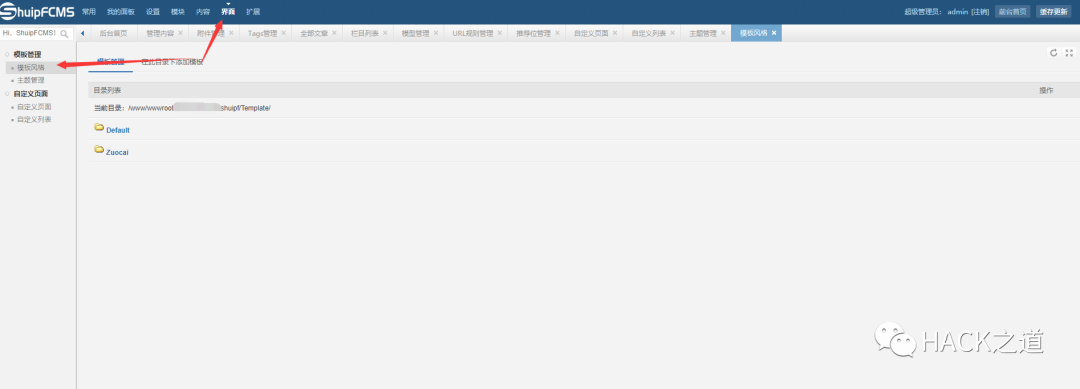 ShuipFCMS 常用 我的面板 设置 模块 内容 界面 扩展 超级管理员: admin [注销] 前台首页 缓存更新
Hi, ShuipFCMS! 后台首页 管理内容 × 附件管理 × Tags管理 × 全部文章 × 栏目列表 × 模型管理 × URL规则管理 × 推荐位管理 × 自定义页面 × 自定义列表 × 主题管理 × 模板风格 ×
模板管理
模板风格
主题管理
自定义页面
自定义页面
自定义列表
模板管理 在此目录下添加模板
目录列表 操作
当前目录: /www/wwwroot shuipf/Template/
Default
Zuocai
HACK之道